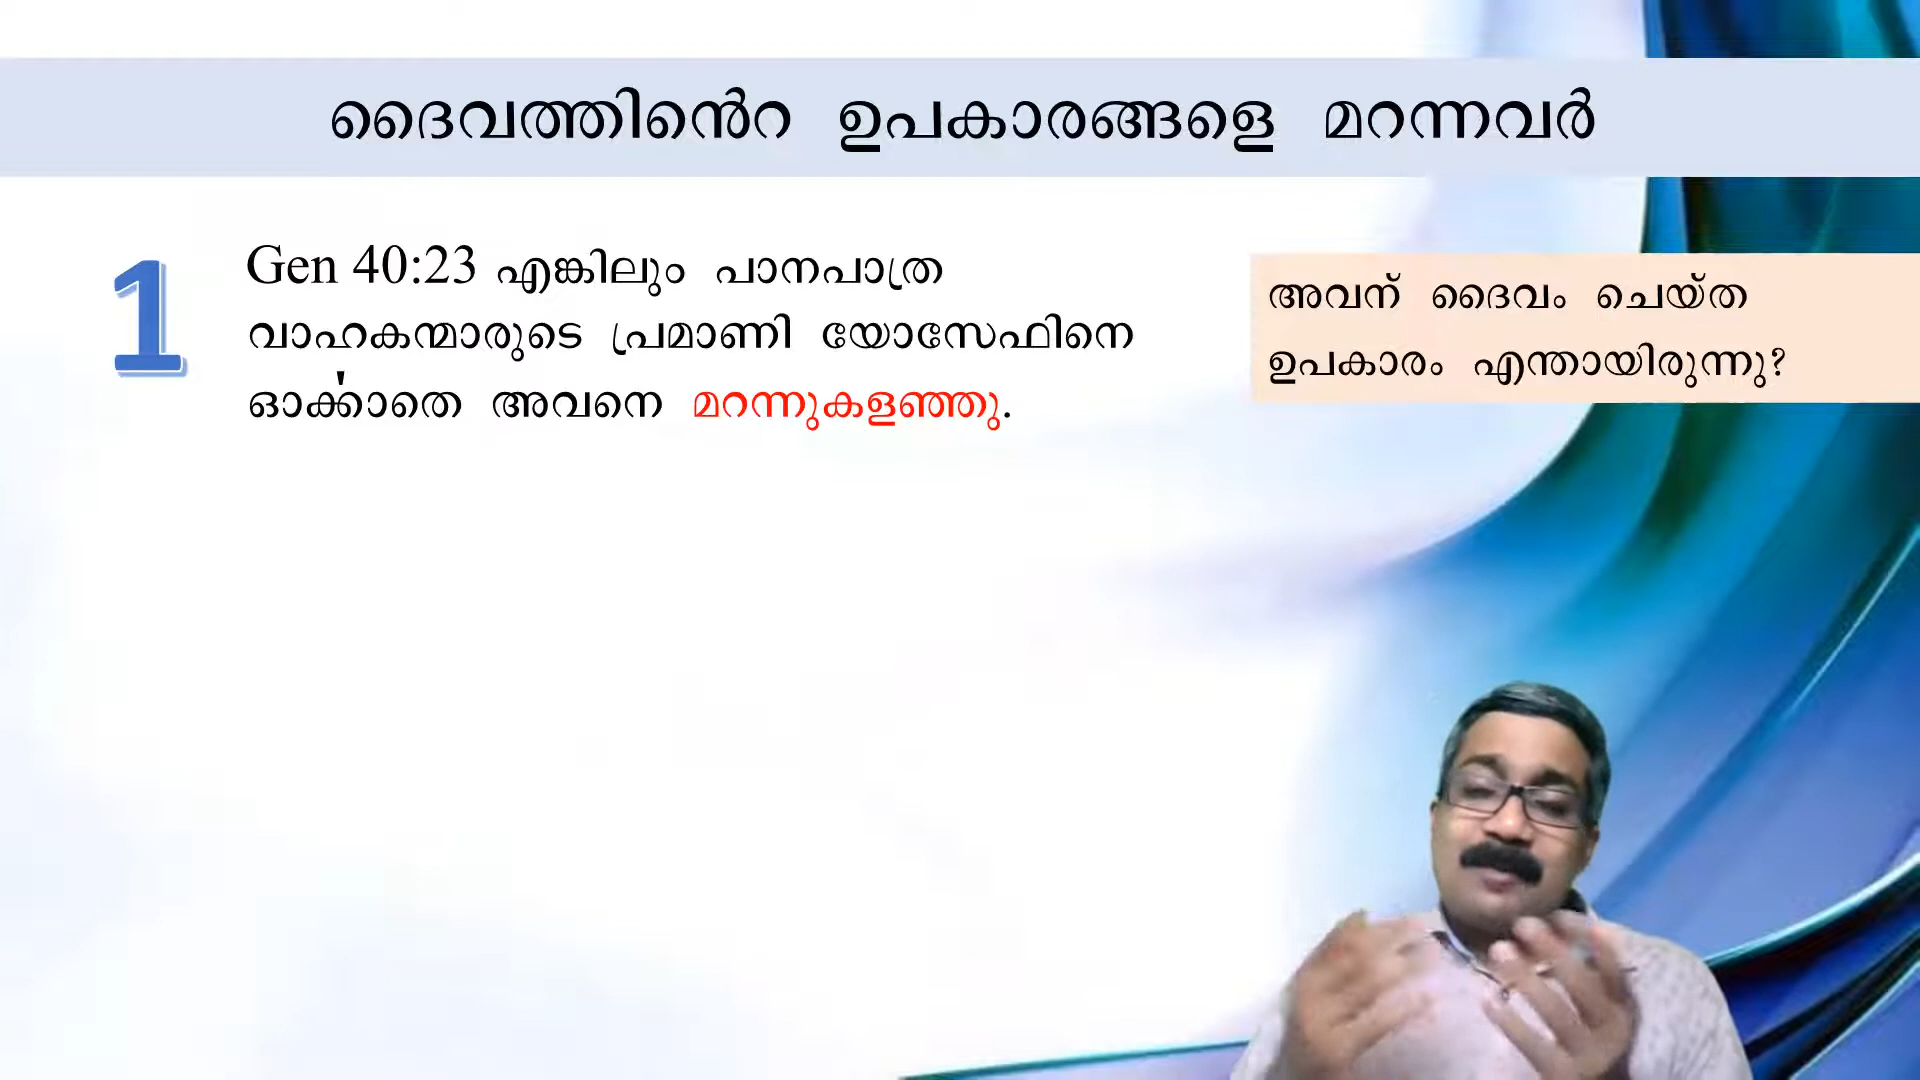 ദൈവത്തിൻെറ ഉപകാരങ്ങളെ മറന്നവർ
1
Gen 40:23 എങ്കിലും പാനപാത്ര
വാഹകന്മാരുടെ പ്രമാണി യോസേഫിനെ
ഓൎക്കാതെ അവനെ മറന്നുകളഞ്ഞു.
അവന് ദൈവം ചെയ്ത
ഉപകാരം എന്തായിരുന്നു?